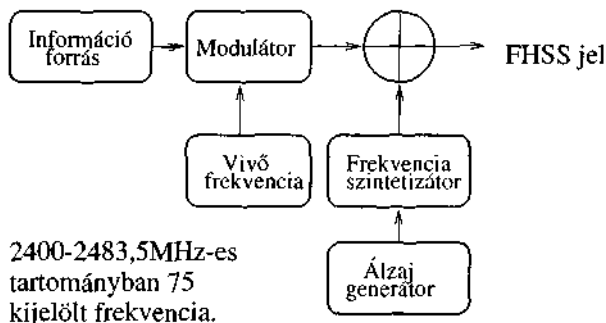 Információ
forrás
Modulátor
FHSS jel
Vivő
frekvencia
Frekvencia
szintetizátor
Álzaj
generátor
2400-2483,5MHz-es
tartományban 75
kijelölt frekvencia.